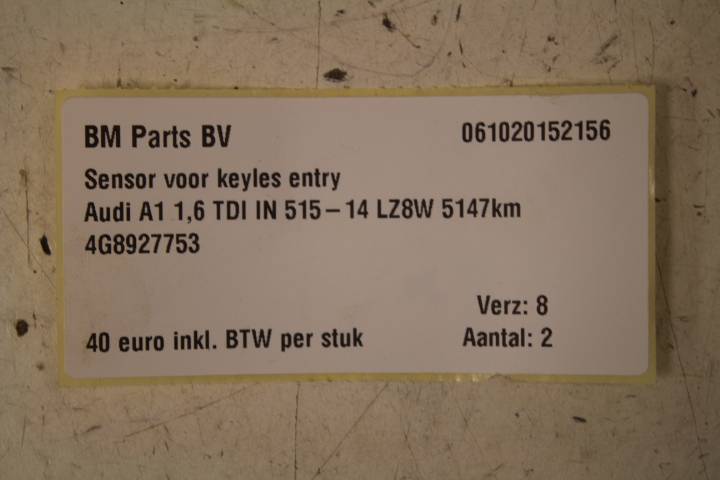 BM Parts BV 061020152156
Sensor voor keyles entry
Audi A1 1,6 TDI IN 515–14 LZ8W 5147km
4G8927753
Verz: 8
40 euro inkl. BTW per stuk Aantal: 2